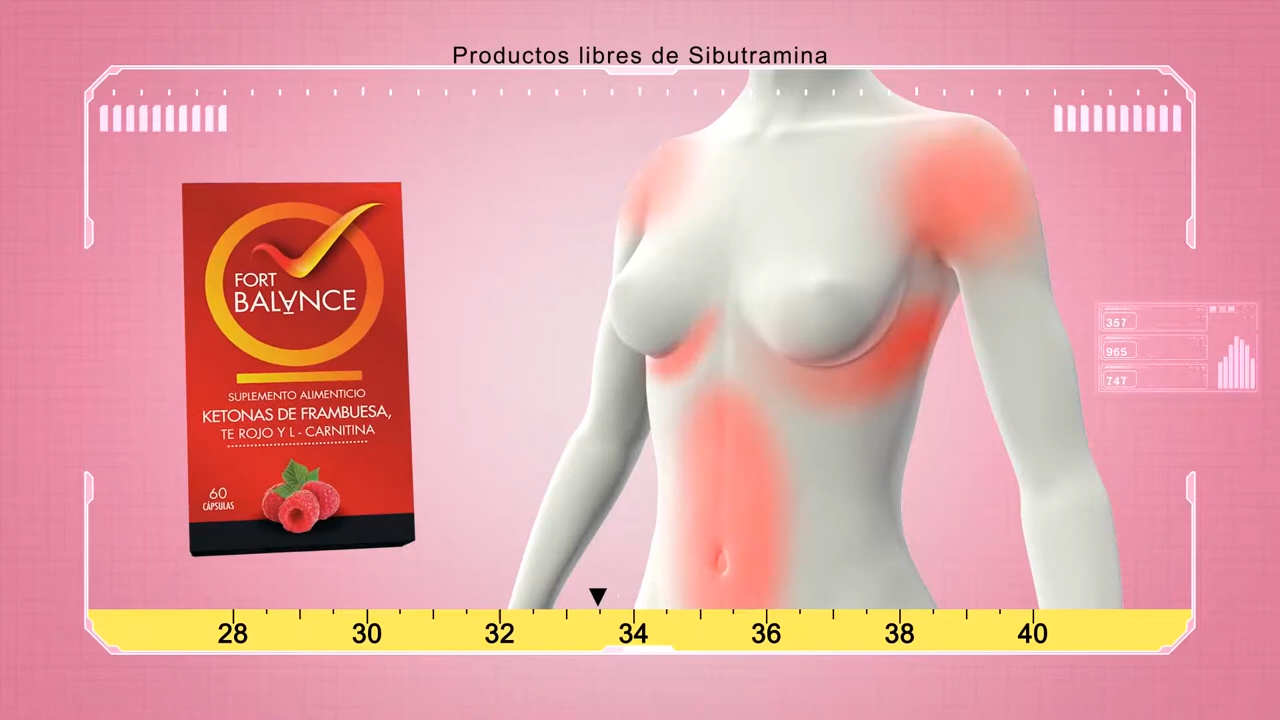 Productos libres de Sibutramina
FORT
BALANCE
SUPLEMENTO ALIMENTICIO
KETONAS DE FRAMBUESA,
TE ROJO Y L - CARNITINA
60
CÁPSULAS
357
965
747
28 30 32 34 36 38 40